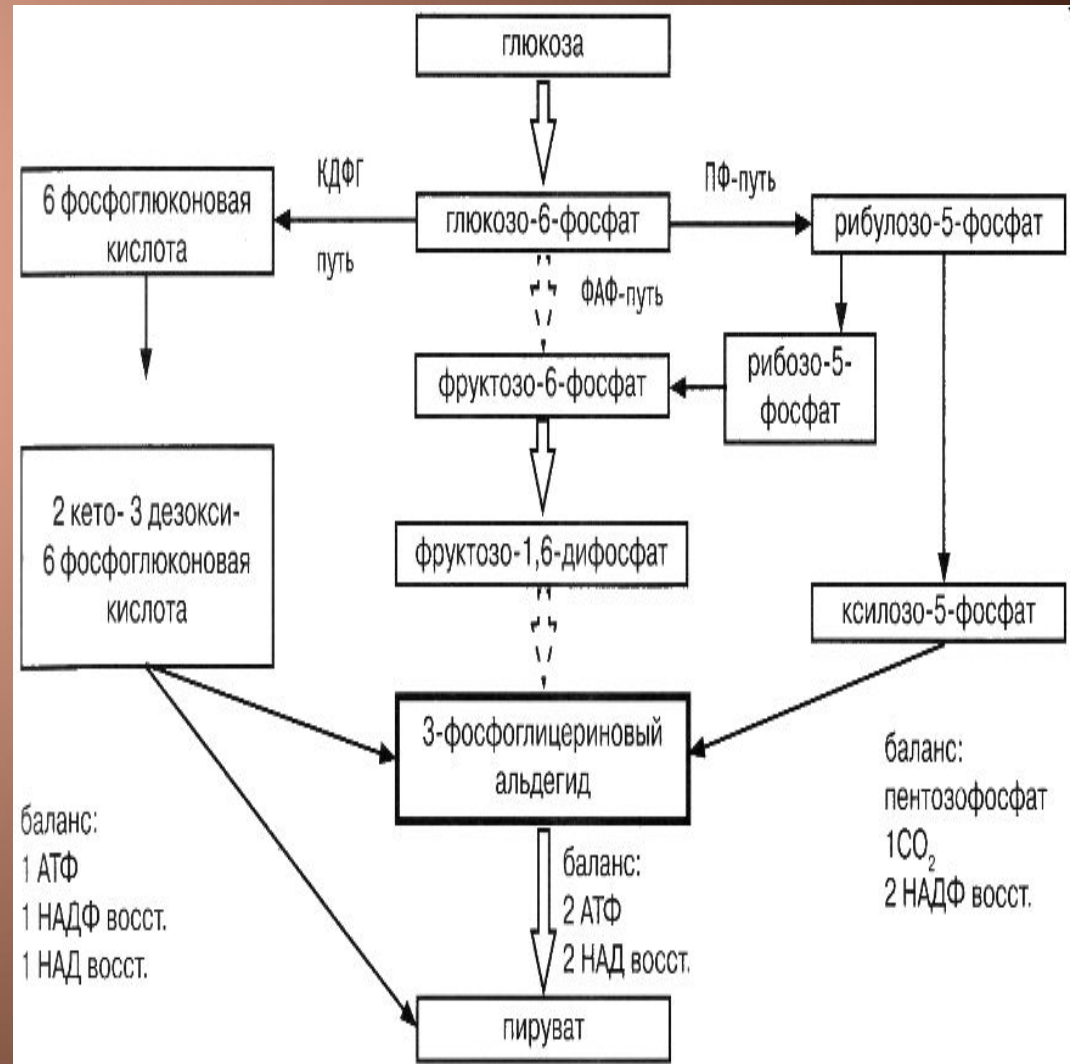 глюкоза
КДФГ
путь
ПФ-путь
6 фосфоглюконовая
кислота
глюкозо-6-фосфат
рибулозо-5-фосфат
ФАФ-путь
фруктозо-6-фосфат
рибозо-5-
фосфат
2 кето- 3 дезокси-
6 фосфоглюконовая
кислота
фруктозо-1,6-дифосфат
ксилозо-5-фосфат
3-фосфоглицериновый
альдегид
баланс:
1 АТФ
1 НАДФ восст.
1 НАД восст.
баланс:
2 АТФ
2 НАД восст.
баланс:
пентозофосфат
1CO₂
2 НАДФ восст.
пируват